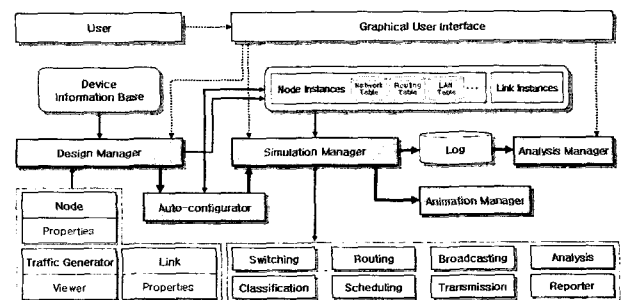 User
Graphical User Interface
Device
Information Base
Node Instances
Network
Table
Routing
Table
LAN
Table
...
Link Instances
Design Manager
Simulation Manager
Log
Analysis Manager
Auto-configurator
Animation Manager
Node
Properties
Traffic Generator
Viewer
Link
Properties
Switching
Routing
Broadcasting
Analysis
Classification
Scheduling
Transmission
Reporter